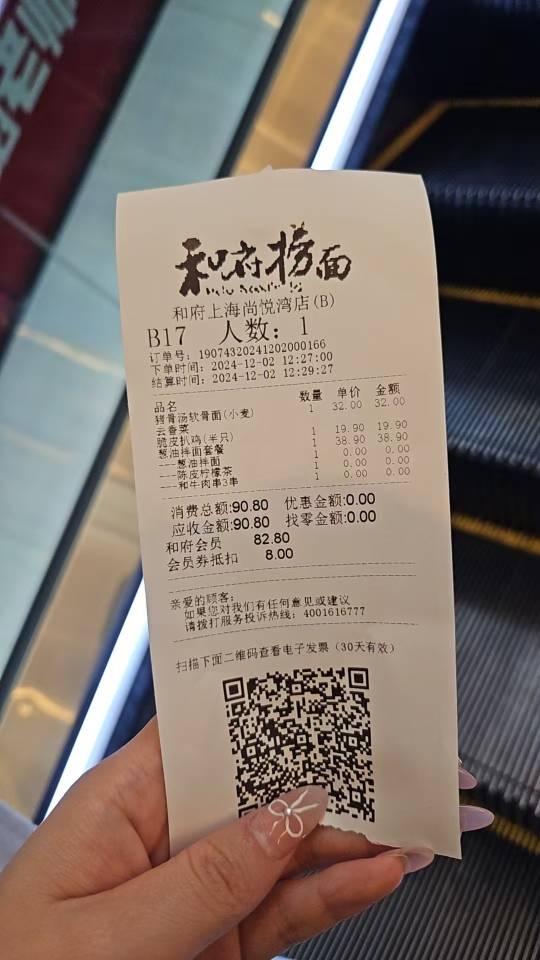 和府捞面
和府上海尚悦湾店(B)
B17 人数: 1
订单号: 19074320241202000166
下单时间: 2024-12-02 12:27:00
结算时间: 2024-12-02 12:29:27
品名 数量 单价 金额
猪骨汤软骨面(小麦) 1 32.00 32.00
云香菜
脆皮扒鸡(半只) 1 19.90 19.90
葱油拌面套餐 1 38.90 38.90
---葱油拌面 1 0.00 0.00
---陈皮柠檬茶 1 0.00 0.00
---和牛肉串3串 1 0.00 0.00
消费总额:90.80 优惠金额:0.00
应收金额:90.80 找零金额:0.00
和府会员 82.80
会员券抵扣 8.00
亲爱的顾客:
如果您对我们有任何意见或建议
请拨打服务投诉热线: 4001616777
扫描下面二维码查看电子发票 (30天有效)